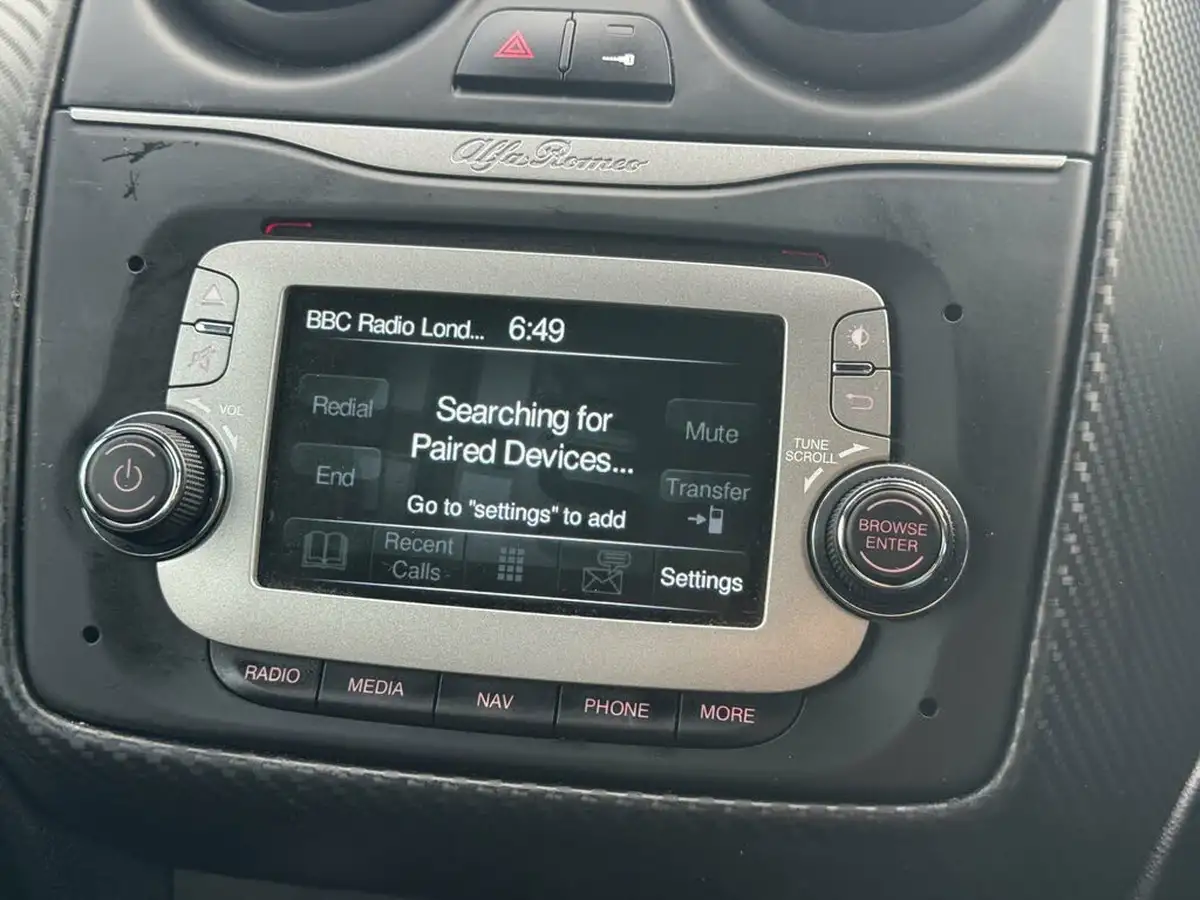 Alfa Romeo
BBC Radio Lond... 6:49
Redial
Searching for
Paired Devices...
Mute
End
Transfer
Go to "settings" to add
Recent
Calls
Settings
VOL
TUNE
SCROLL
BROWSE
ENTER
RADIO
MEDIA
NAV
PHONE
MORE